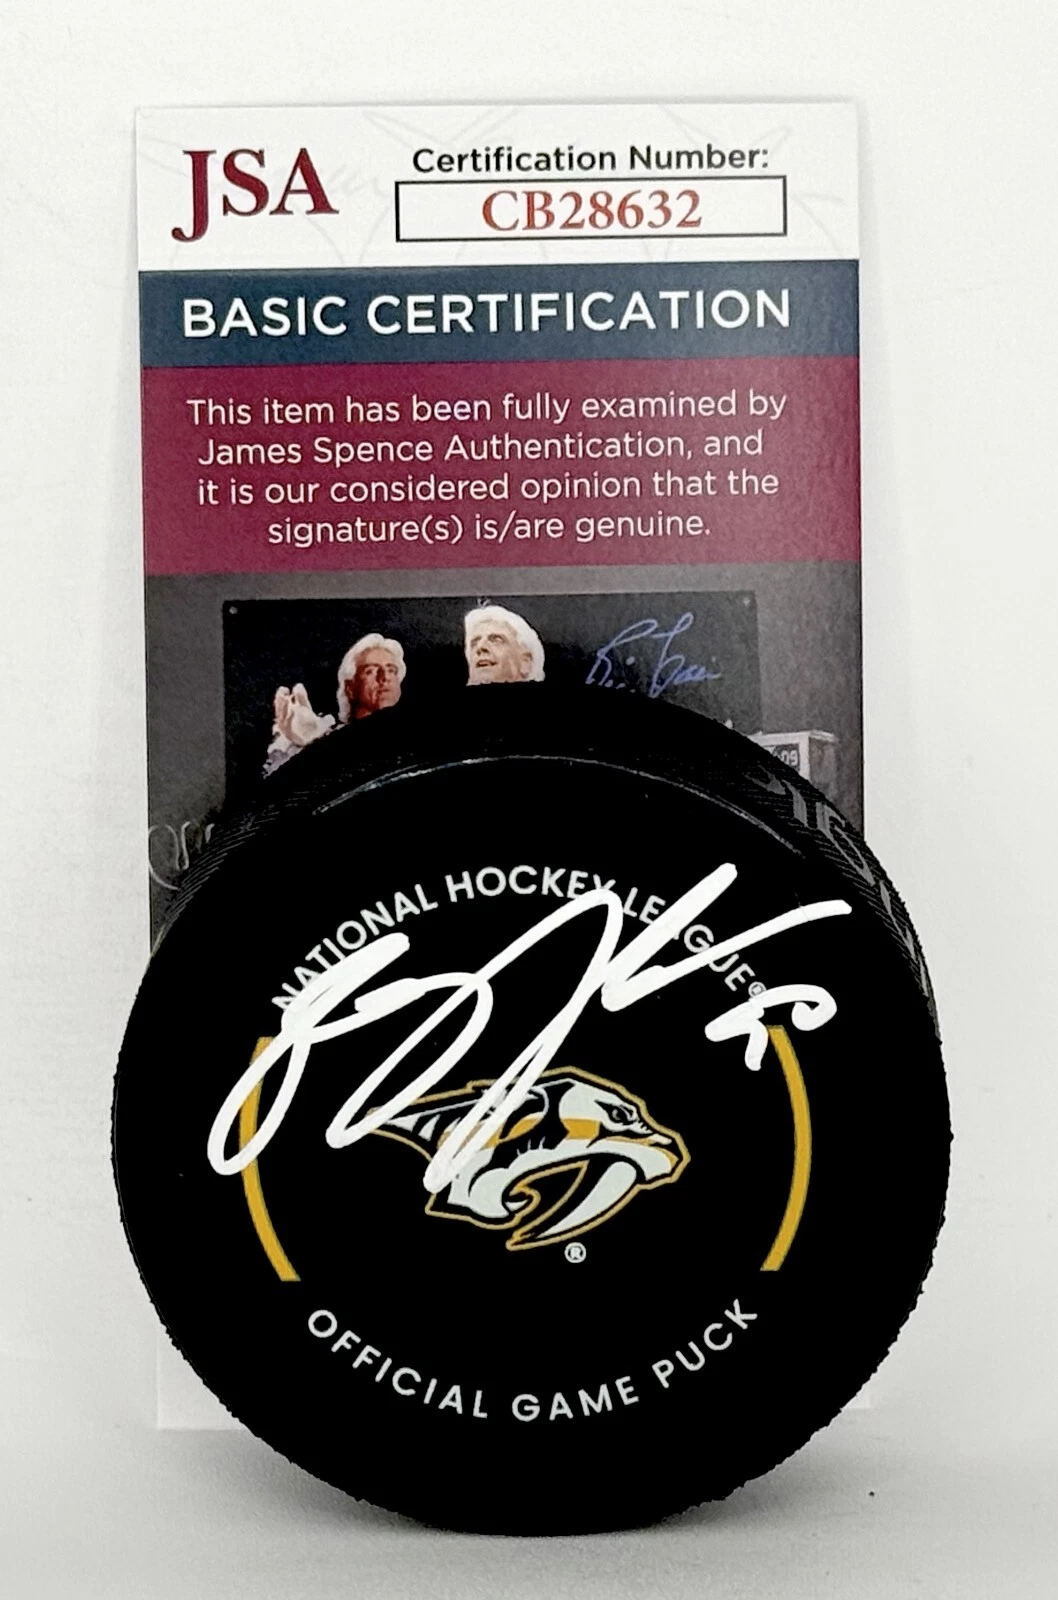 JSA
Certification Number:
CB28632
BASIC CERTIFICATION
This item has been fully examined by
James Spence Authentication, and
it is our considered opinion that the
signature(s) is/are genuine.
NATIONAL HOCKEY LEAGUE®
®
OFFICIAL GAME PUCK